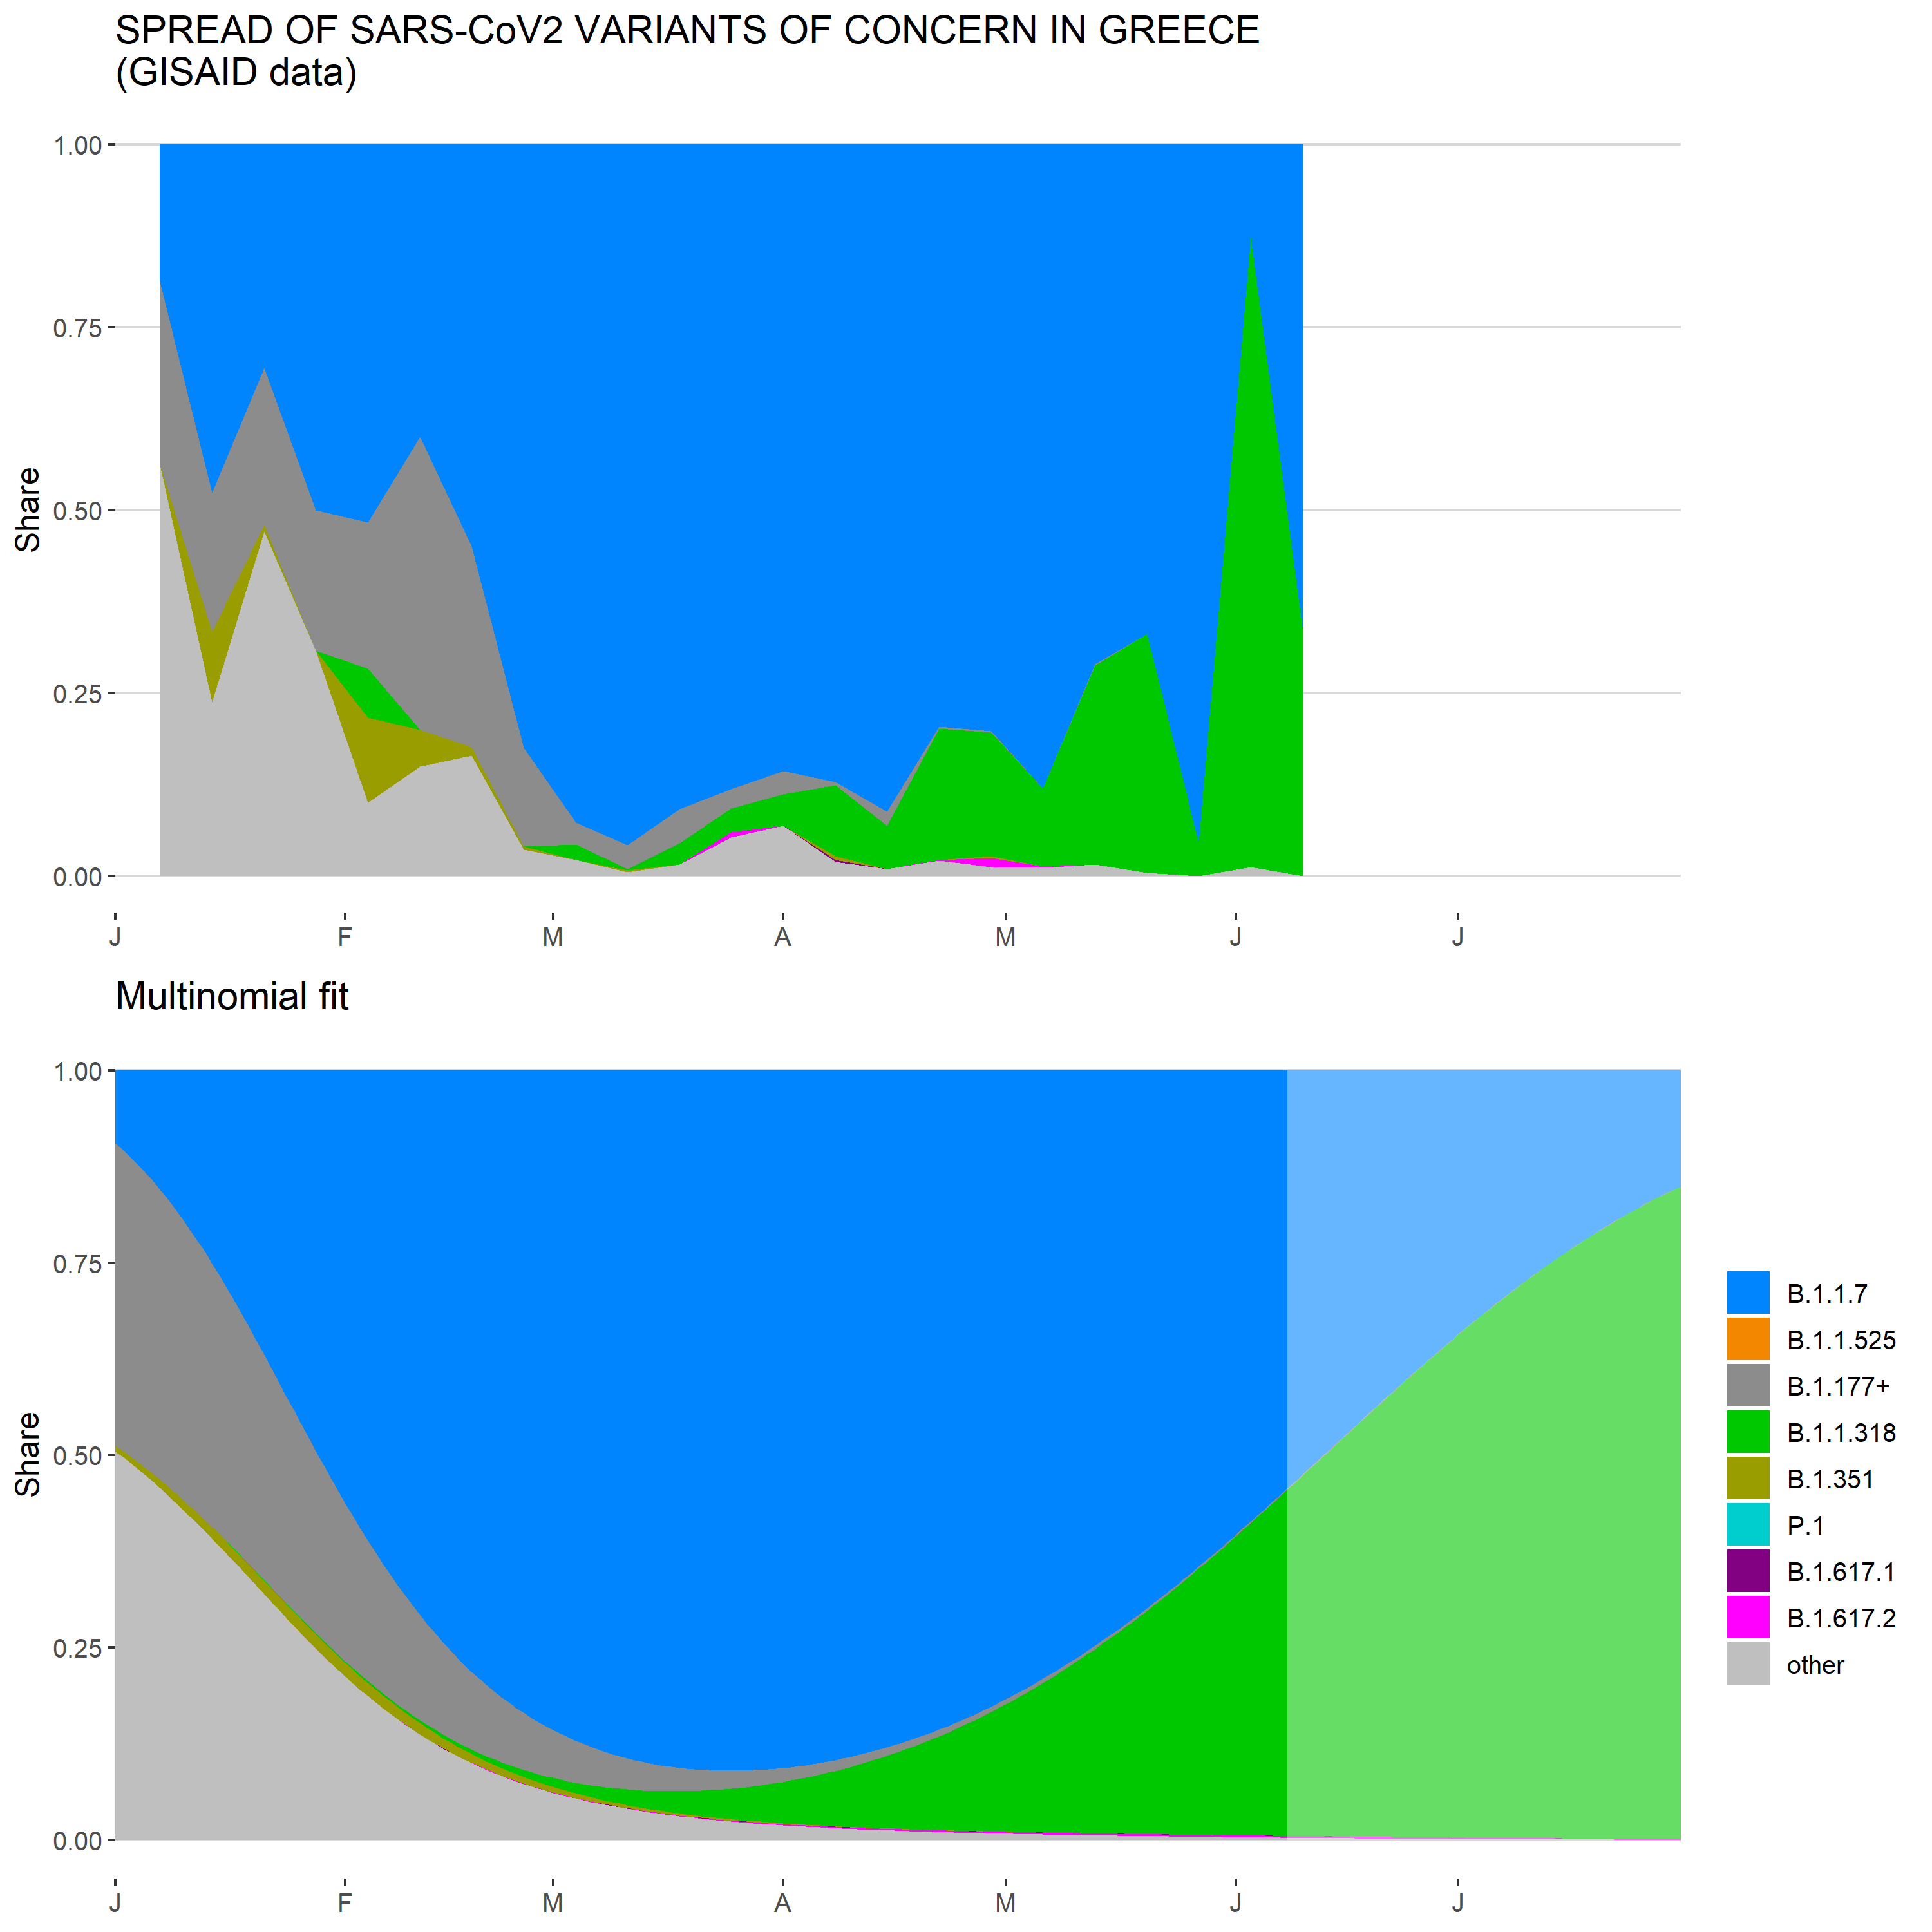 SPREAD OF SARS-CoV2 VARIANTS OF CONCERN IN GREECE
(GISAID data)
1.00
0.75
0.50
0.25
0.00
Share
J F M A M J J
Multinomial fit
1.00
0.75
0.50
0.25
0.00
Share
J F M A M J J
B.1.1.7
B.1.1.525
B.1.177+
B.1.1.318
B.1.351
P.1
B.1.617.1
B.1.617.2
other